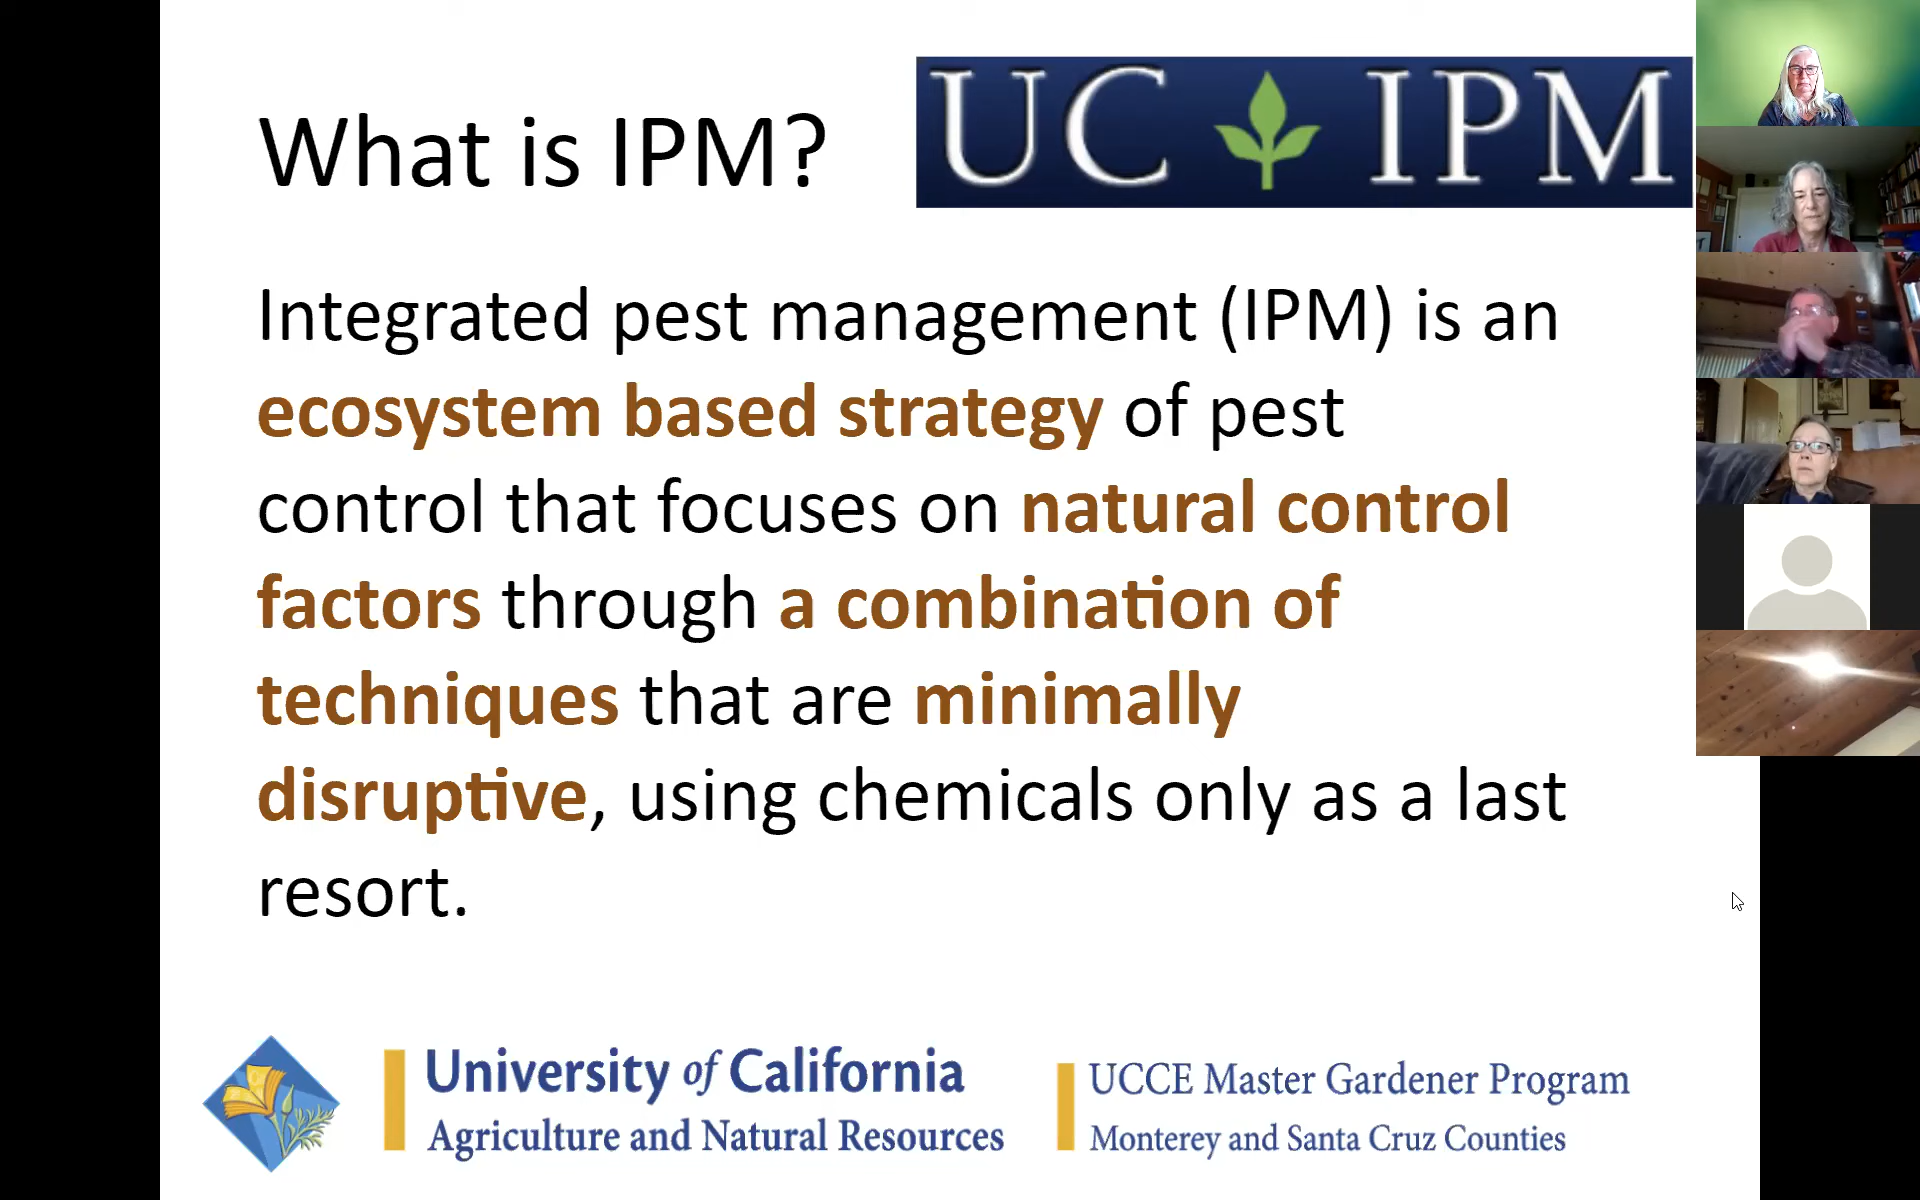 What is IPM?
UC IPM
Integrated pest management (IPM) is an
ecosystem based strategy of pest
control that focuses on natural control
factors through a combination of
techniques that are minimally
disruptive, using chemicals only as a last
resort.
University of California
Agriculture and Natural Resources
UCCE Master Gardener Program
Monterey and Santa Cruz Counties